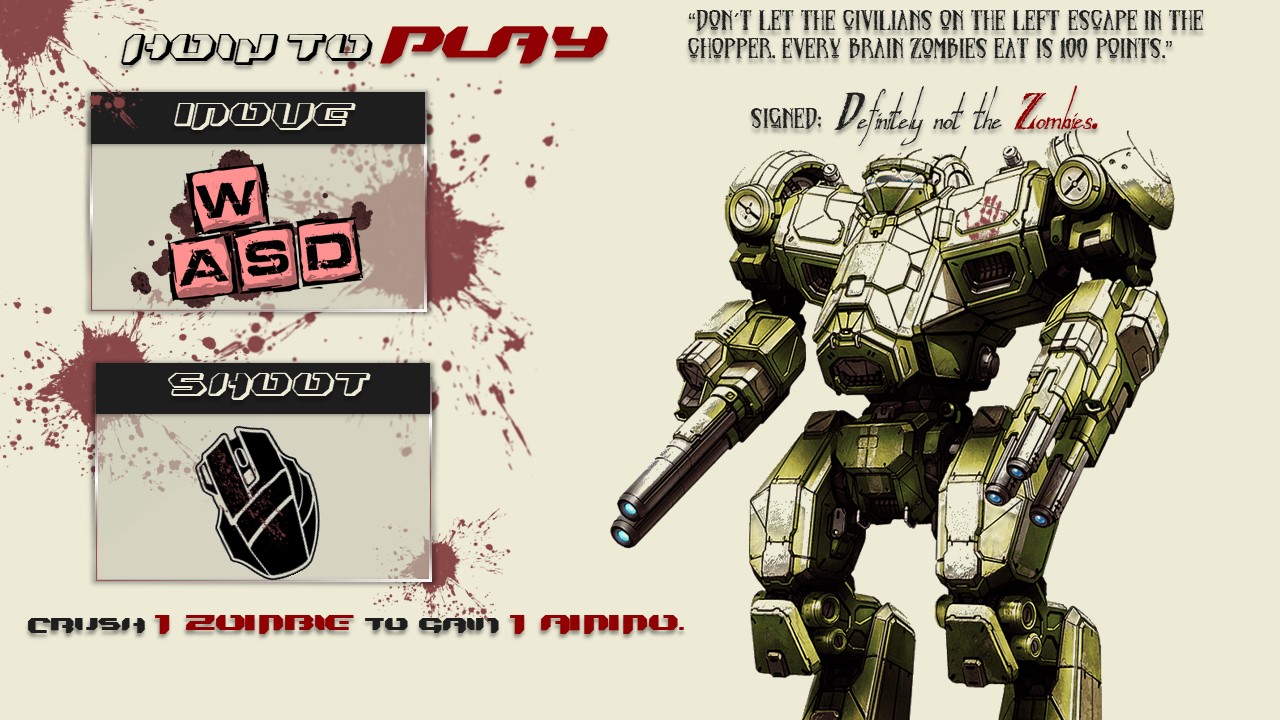 HOW TO PLAY
MOVE
W
A S D
SHOOT
CRUSH 1 ZOMBIE TO GAIN 1 AMMO.
“DON'T LET THE CIVILIANS ON THE LEFT ESCAPE IN THE
CHOPPER. EVERY BRAIN ZOMBIES EAT IS 100 POINTS.”
SIGNED: Definitely not the Zombies.